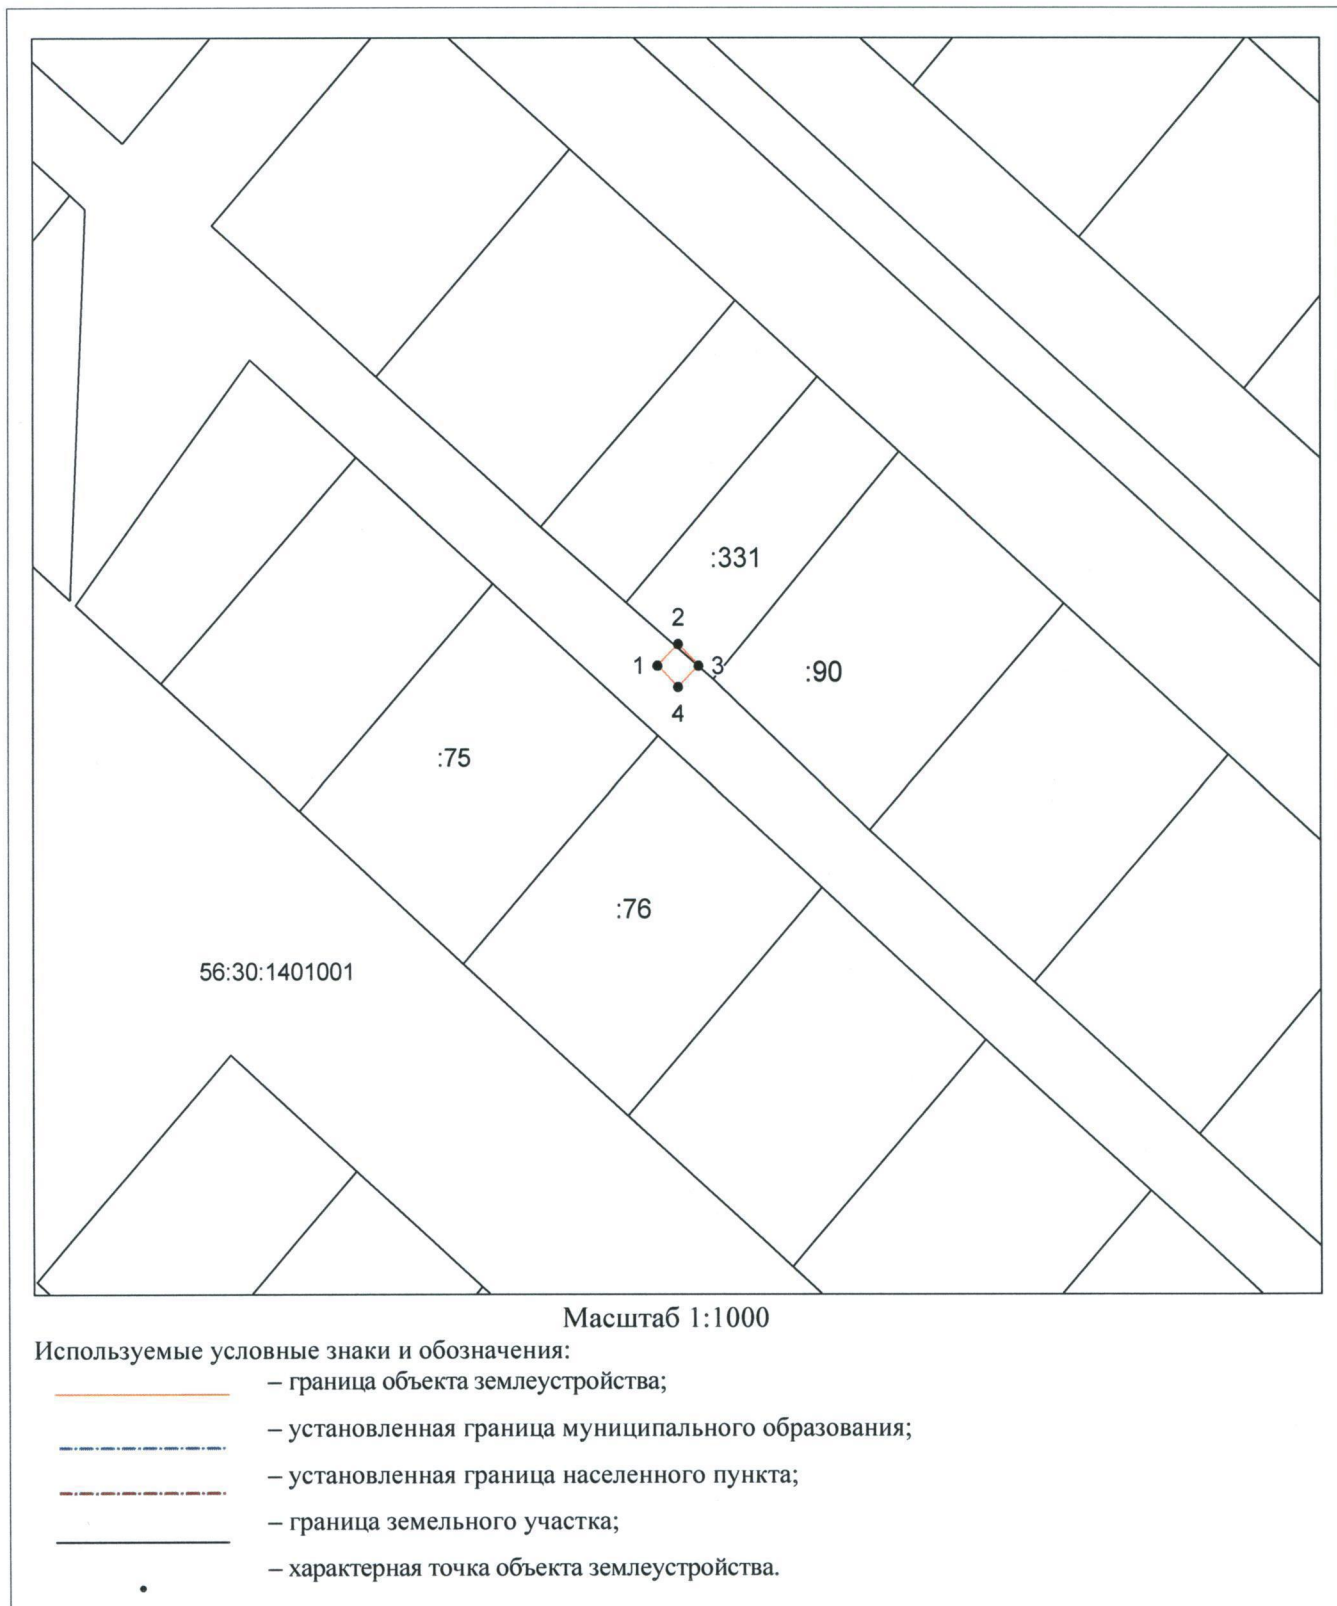 :331
2
1
3
:90
4
:75
:76
56:30:1401001
Масштаб 1:1000
Используемые условные знаки и обозначения:
– граница объекта землеустройства;
– установленная граница муниципального образования;
– установленная граница населенного пункта;
– граница земельного участка;
– характерная точка объекта землеустройства.